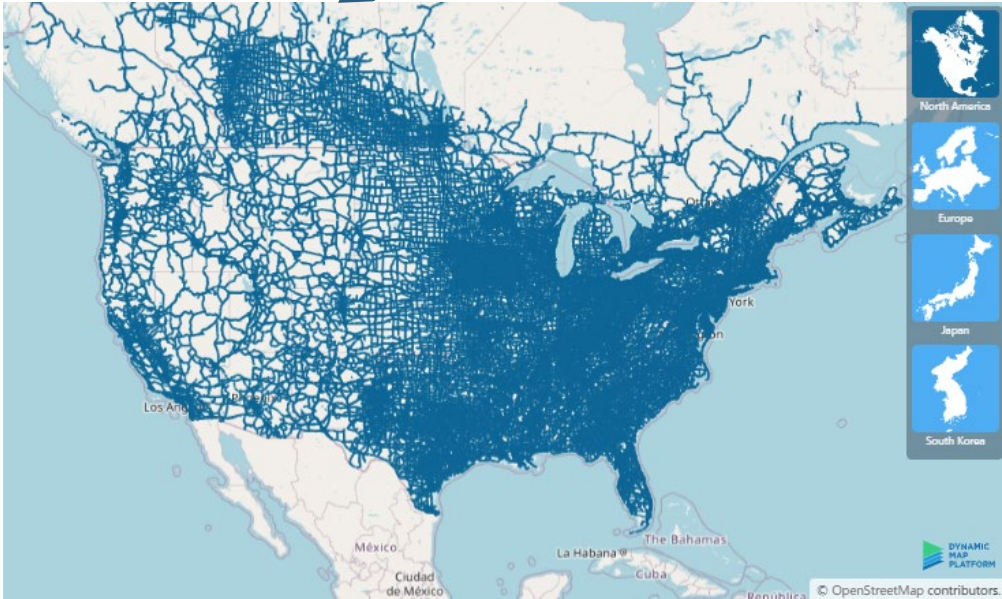 North America
Europe
York
Japan
Los Ang
South Korea
México
La Habana
The Bahamas
Cuba
Ciudad
de México
República
DYNAMIC
MAP
PLATFORM
© OpenStreetMap contributors.